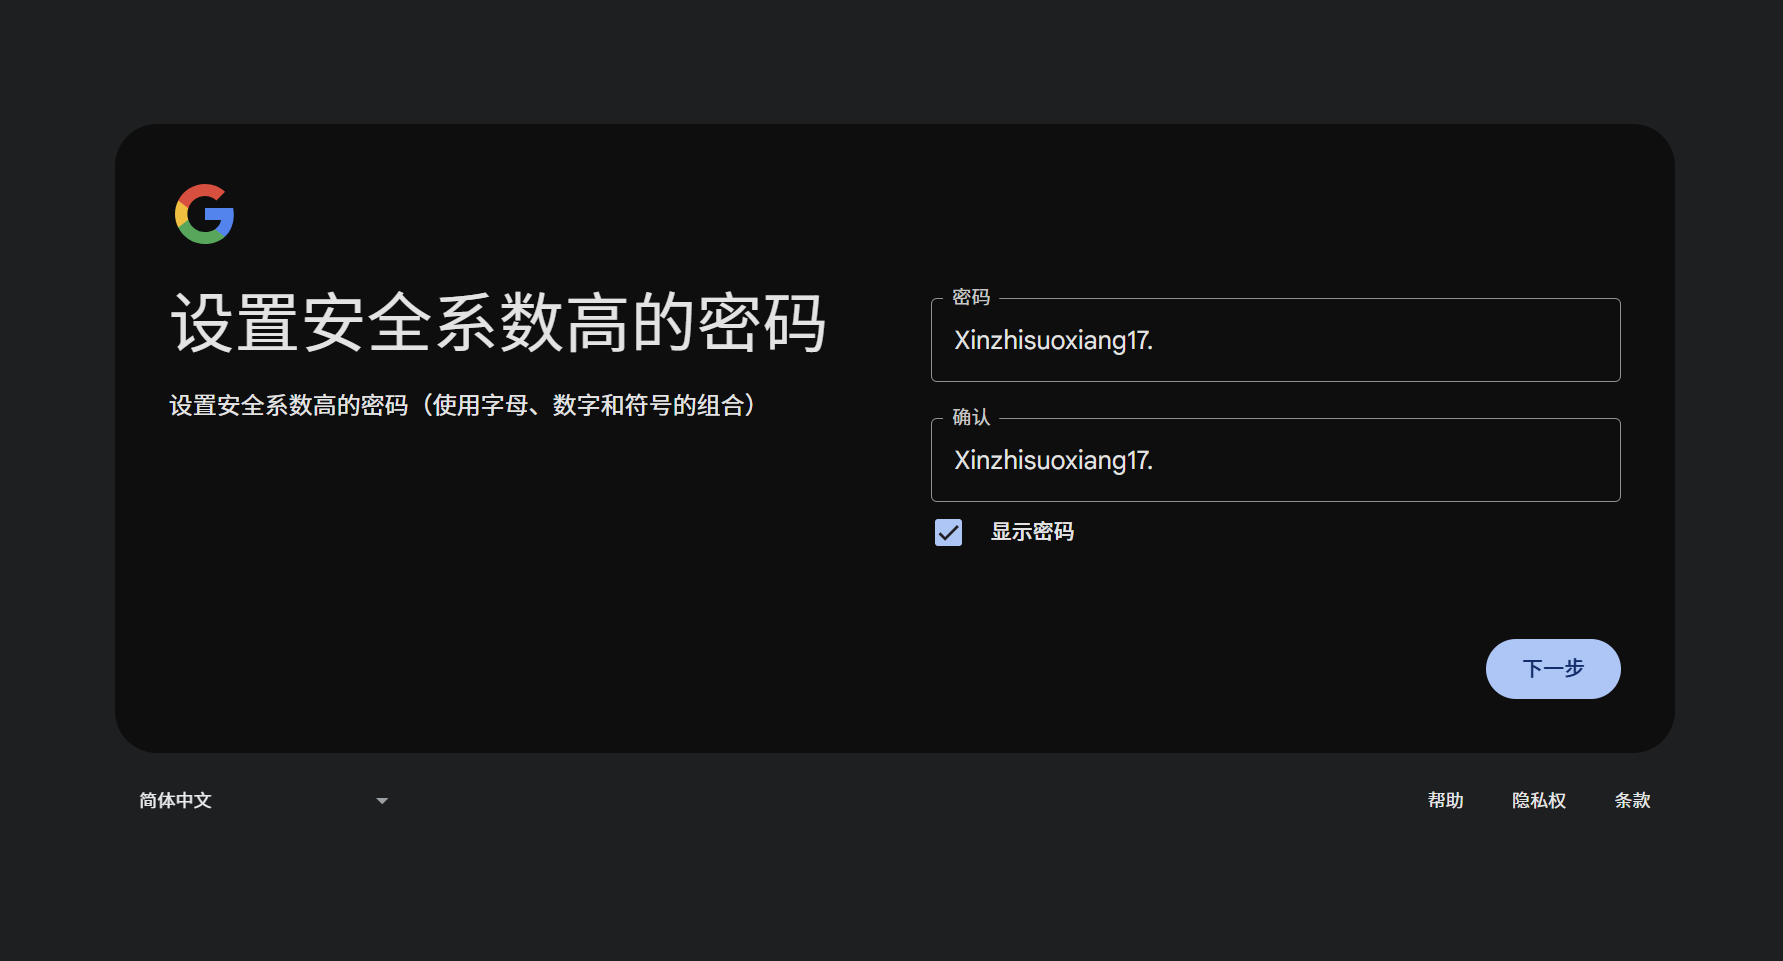 设置安全系数高的密码
设置安全系数高的密码（使用字母、数字和符号的组合）
密码
Xinzhisuoxiang17.
确认
Xinzhisuoxiang17.
显示密码
下一步
简体中文
帮助
隐私权
条款